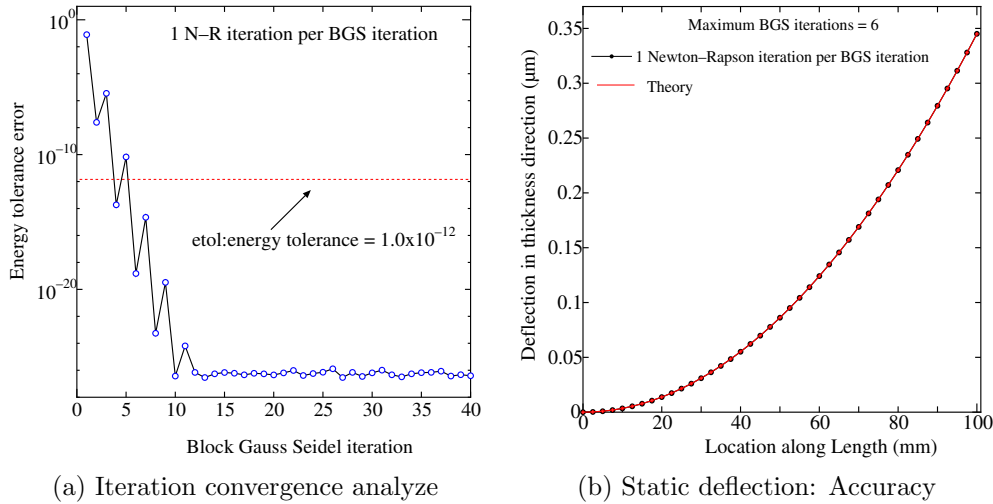 1 N–R iteration per BGS iteration
Energy tolerance error
10^0
10^−10
10^−20
etol:energy tolerance = 1.0x10^−12
0 5 10 15 20 25 30 35 40
Block Gauss Seidel iteration
(a) Iteration convergence analyze
Maximum BGS iterations = 6
1 Newton–Rapson iteration per BGS iteration
Theory
Deflection in thickness direction (μm)
0.35
0.3
0.25
0.2
0.15
0.1
0.05
0
0 20 40 60 80 100
Location along Length (mm)
(b) Static deflection: Accuracy